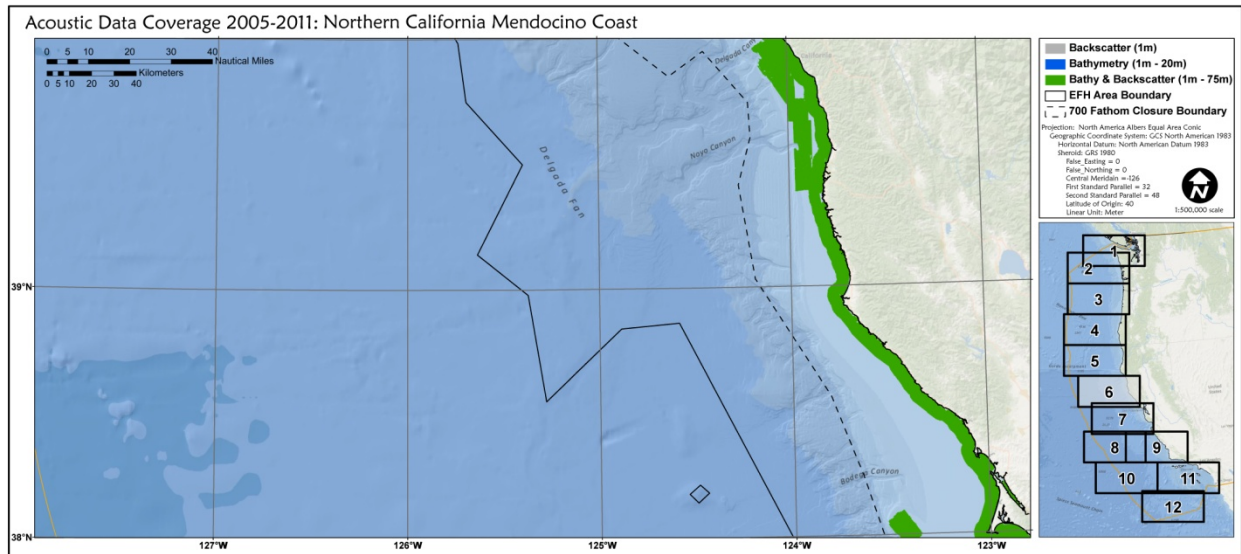 Acoustic Data Coverage 2005-2011: Northern California Mendocino Coast
0 5 10 20 30 40
Nautical Miles
Kilometers
0 5 10 20 30 40
Delgada Fan
Noyo Canyon
Bodega Canyon
39°N
38°N
127°W
126°W
125°W
124°W
123°W
Backscatter (1m)
Bathymetry (1m - 20m)
Bathy & Backscatter (1m - 75m)
EFH Area Boundary
700 Fathom Closure Boundary
Projection: North America Albers Equal Area Conic
Geographic Coordinate System: GCS North American 1983
Horizontal Datum: North American Datum 1983
Sheroid: GRS 1980
False_Easting = 0
False_Northing = 0
Central Meridain =-126
First Standard Parallel = 32
Second Standard Parallel = 48
Latitude of Origin: 40
Linear Unit: Meter
N
1:500,000 scale
1
2
3
4
5
6
7
8
9
10
11
12